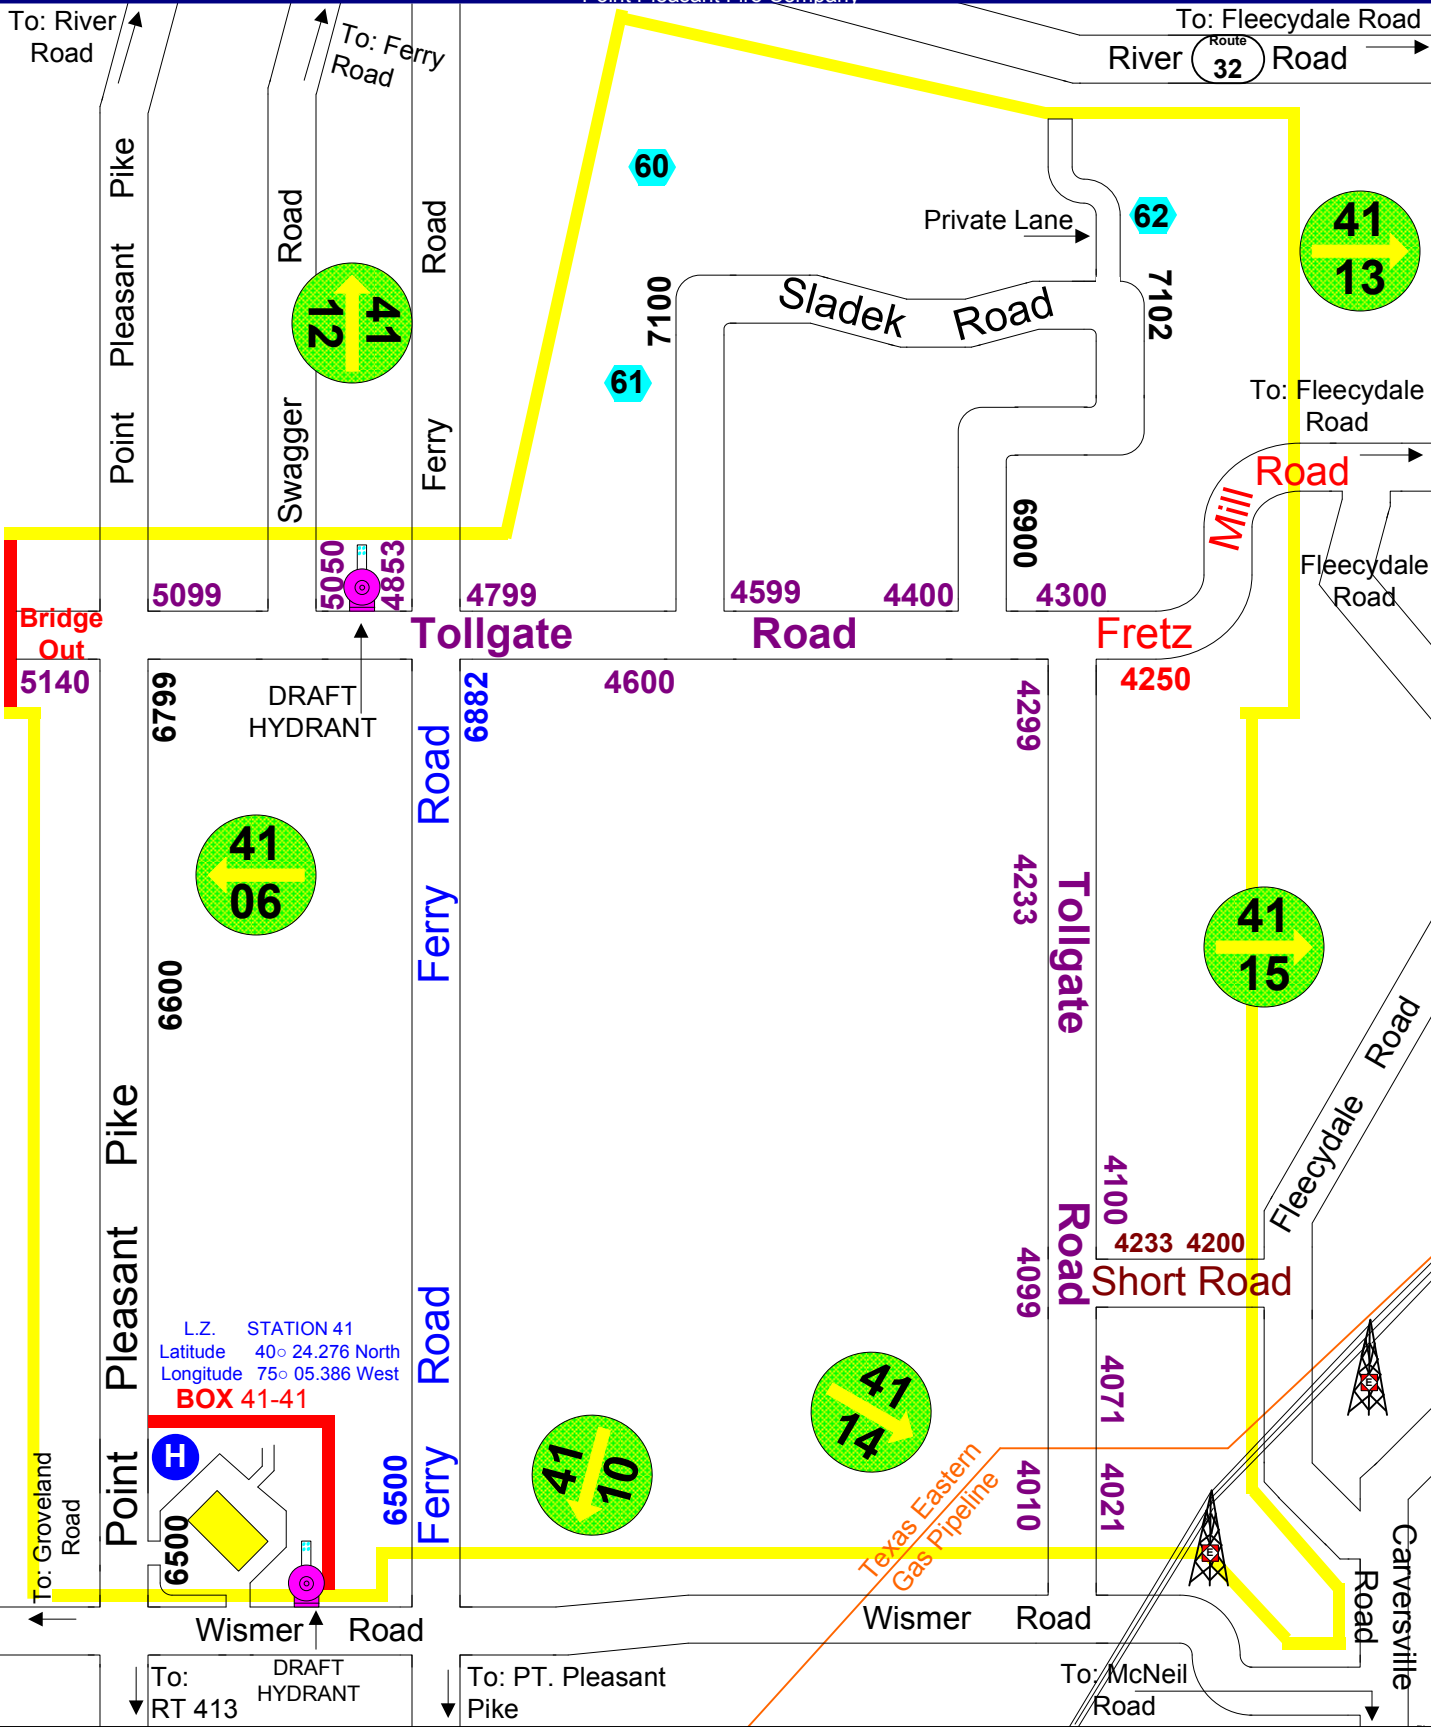 Point Pleasant Fire Company
To: River
Road
To: Ferry
Road
To: Fleecydale Road
River Route 32 Road
Point Pleasant Pike
Swagger Road
Ferry Road
60
61
62
Private Lane
7100
7102
Sladek Road
41
12
41
13
To: Fleecydale
Road
Mill Road
Fleecydale
Road
6900
5099
5050
4853
4799
4599
4400
4300
Bridge
Out
Tollgate Road
Fretz
5140
4600
4250
6799
DRAFT
HYDRANT
6882
4299
41
06
Ferry Road
4233
Tollgate Road
41
15
6600
Fleecydale Road
Point Pleasant Pike
4100
4233 4200
Short Road
4099
L.Z. STATION 41
Latitude 40○ 24.276 North
Longitude 75○ 05.386 West
BOX 41-41
Ferry Road
H
6500
6500
41
10
41
14
4071
4010
4021
Texas Eastern
Gas Pipeline
E
E
To: Groveland
Road
Wismer Road
Wismer Road
Carversville
Road
To:
RT 413
DRAFT
HYDRANT
To: PT. Pleasant
Pike
To: McNeil
Road